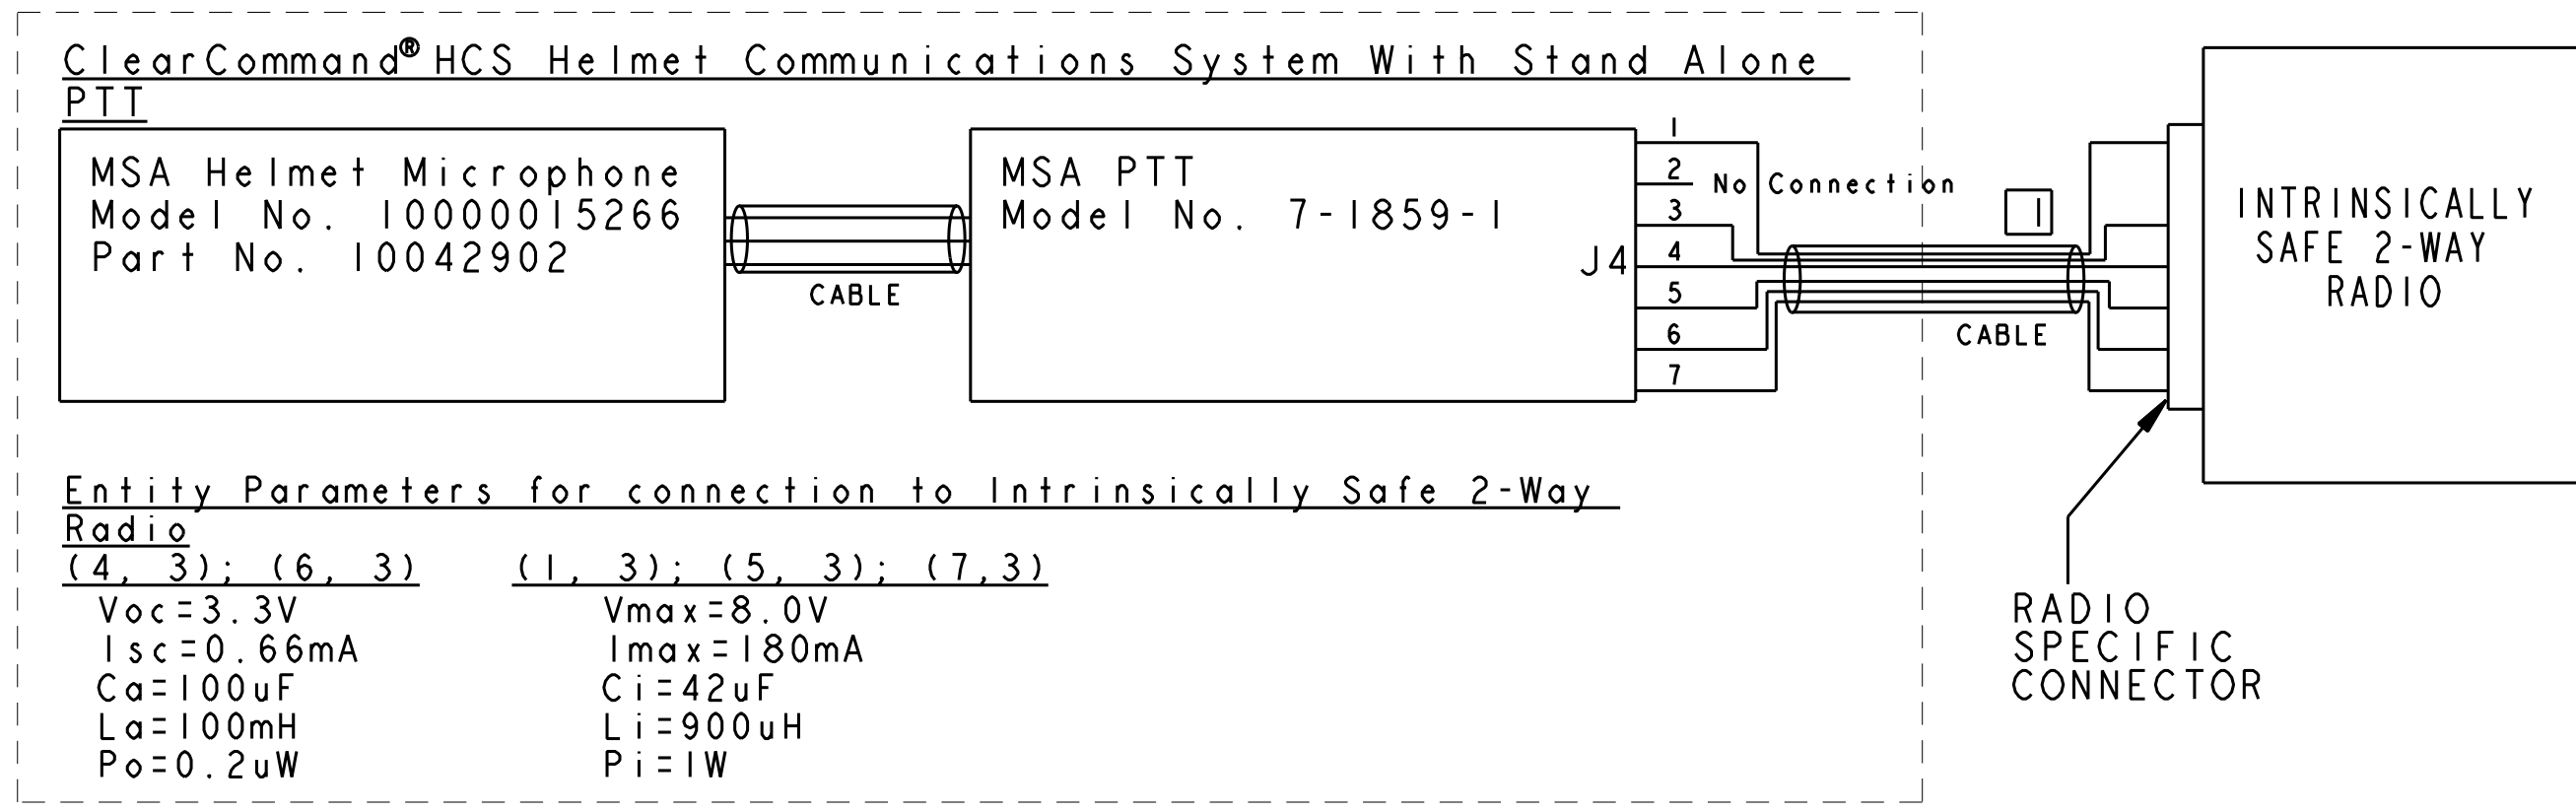 ClearCommand® HCS Helmet Communications System With Stand Alone
PTT
MSA Helmet Microphone
Model No. 10000015266
Part No. 10042902
CABLE
MSA PTT
Model No. 7-1859-1
J4
1
2
No Connection
3
4
5
6
7
1
CABLE
INTRINSICALLY
SAFE 2-WAY
RADIO
RADIO
SPECIFIC
CONNECTOR
Entity Parameters for connection to Intrinsically Safe 2-Way
Radio
(4, 3); (6, 3)
Voc=3.3V
Isc=0.66mA
Ca=100uF
La=100mH
Po=0.2uW
(1, 3); (5, 3); (7,3)
Vmax=8.0V
Imax=180mA
Ci=42uF
Li=900uH
Pi=1W